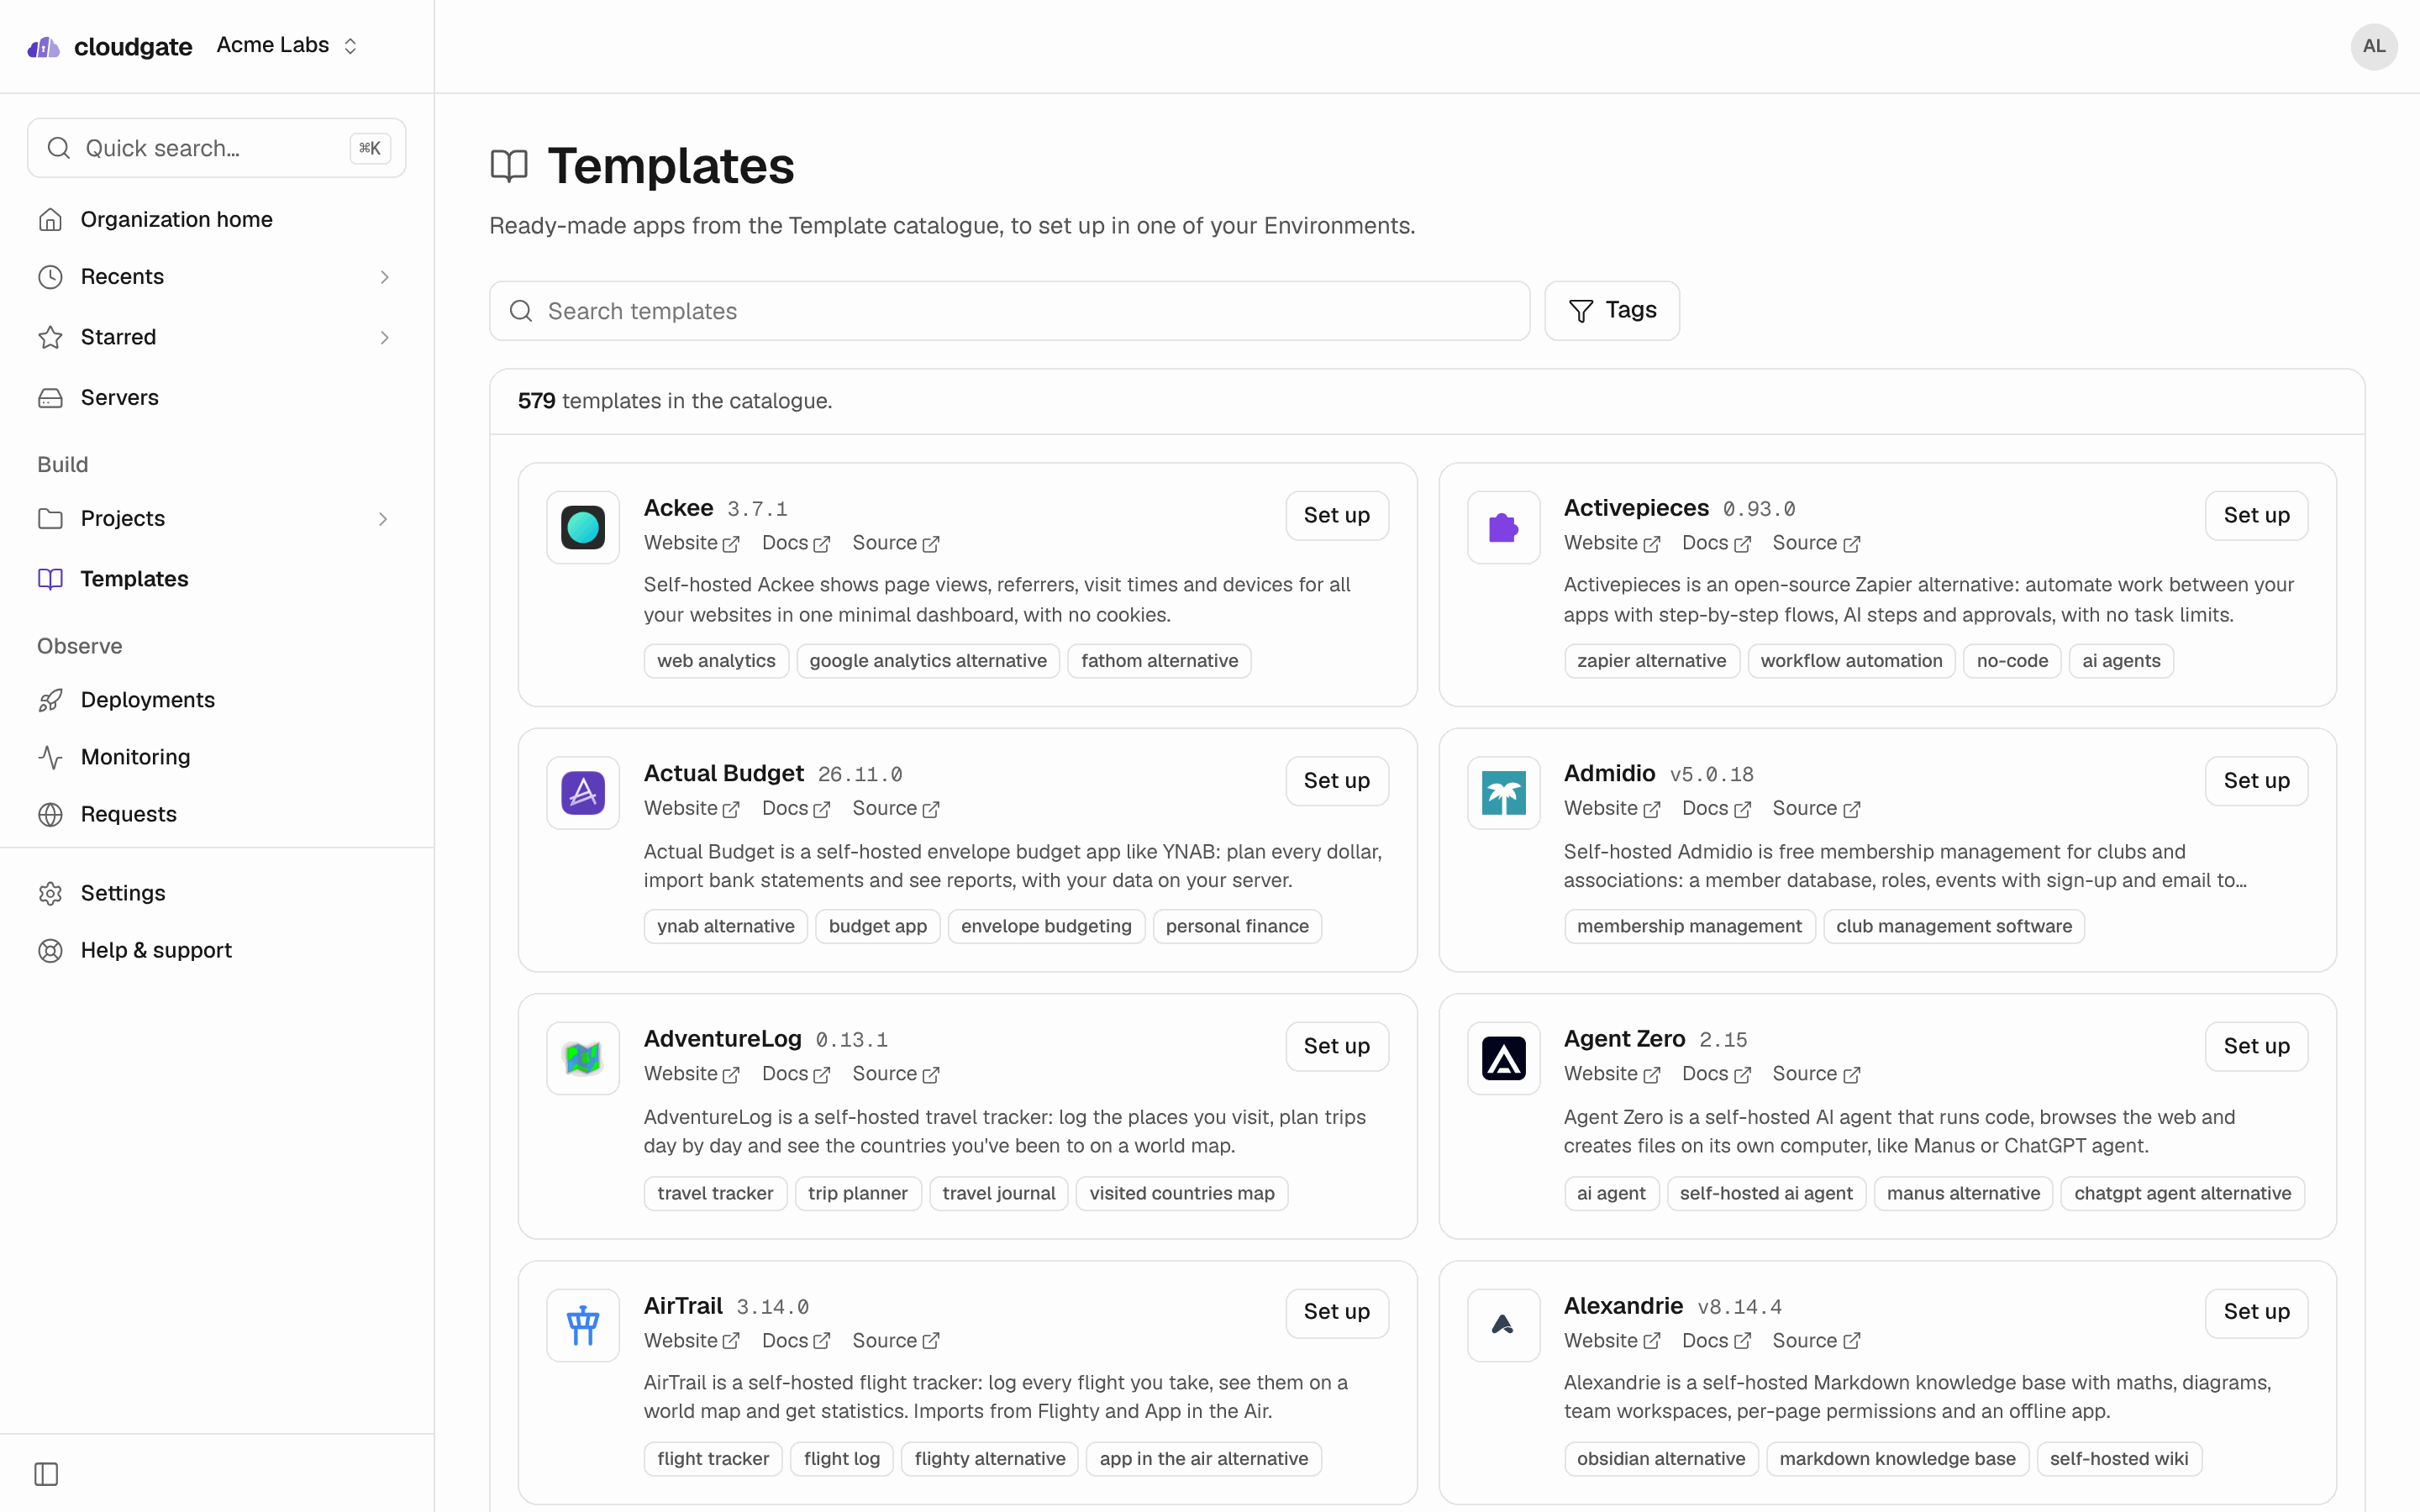 cloudgate Acme Labs
AL
Quick search... ⌘K
Organization home
Recents
Starred
Servers
Build
Projects
Templates
Observe
Deployments
Monitoring
Requests
Settings
Help & support
Templates
Ready-made apps from the Template catalogue, to set up in one of your Environments.
Search templates
Tags
579 templates in the catalogue.
Ackee 3.7.1
Set up
Website Docs Source
Self-hosted Ackee shows page views, referrers, visit times and devices for all
your websites in one minimal dashboard, with no cookies.
web analytics google analytics alternative fathom alternative
Activepieces 0.93.0
Set up
Website Docs Source
Activepieces is an open-source Zapier alternative: automate work between your
apps with step-by-step flows, AI steps and approvals, with no task limits.
zapier alternative workflow automation no-code ai agents
Actual Budget 26.11.0
Set up
Website Docs Source
Actual Budget is a self-hosted envelope budget app like YNAB: plan every dollar,
import bank statements and see reports, with your data on your server.
ynab alternative budget app envelope budgeting personal finance
Admidio v5.0.18
Set up
Website Docs Source
Self-hosted Admidio is free membership management for clubs and
associations: a member database, roles, events with sign-up and email to...
membership management club management software
AdventureLog 0.13.1
Set up
Website Docs Source
AdventureLog is a self-hosted travel tracker: log the places you visit, plan trips
day by day and see the countries you've been to on a world map.
travel tracker trip planner travel journal visited countries map
Agent Zero 2.15
Set up
Website Docs Source
Agent Zero is a self-hosted AI agent that runs code, browses the web and
creates files on its own computer, like Manus or ChatGPT agent.
ai agent self-hosted ai agent manus alternative chatgpt agent alternative
AirTrail 3.14.0
Set up
Website Docs Source
AirTrail is a self-hosted flight tracker: log every flight you take, see them on a
world map and get statistics. Imports from Flighty and App in the Air.
flight tracker flight log flighty alternative app in the air alternative
Alexandrie v8.14.4
Set up
Website Docs Source
Alexandrie is a self-hosted Markdown knowledge base with maths, diagrams,
team workspaces, per-page permissions and an offline app.
obsidian alternative markdown knowledge base self-hosted wiki